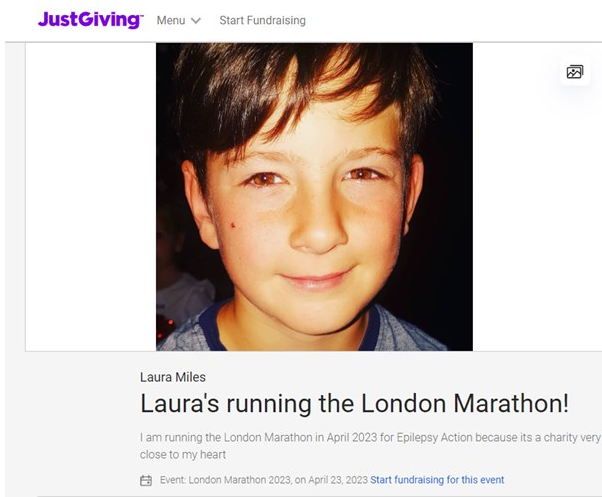 JustGiving™ Menu Start Fundraising
Laura Miles
Laura's running the London Marathon!
I am running the London Marathon in April 2023 for Epilepsy Action because its a charity very
close to my heart
Event: London Marathon 2023, on April 23, 2023 Start fundraising for this event